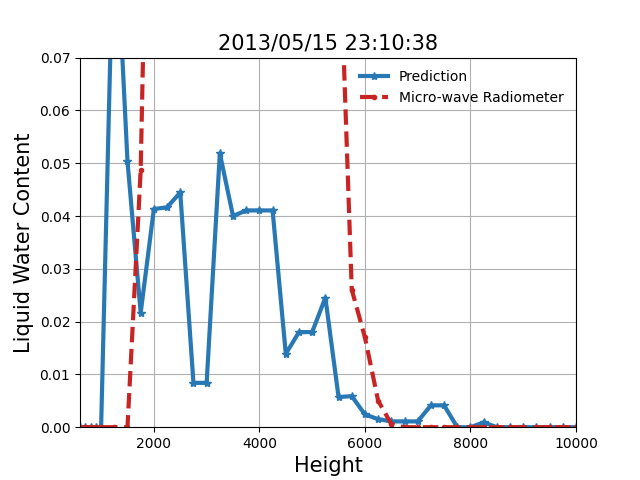 2013/05/15 23:10:38
Liquid Water Content
0.07
0.06
0.05
0.04
0.03
0.02
0.01
0.00
Prediction
Micro-wave Radiometer
2000 4000 6000 8000 10000
Height